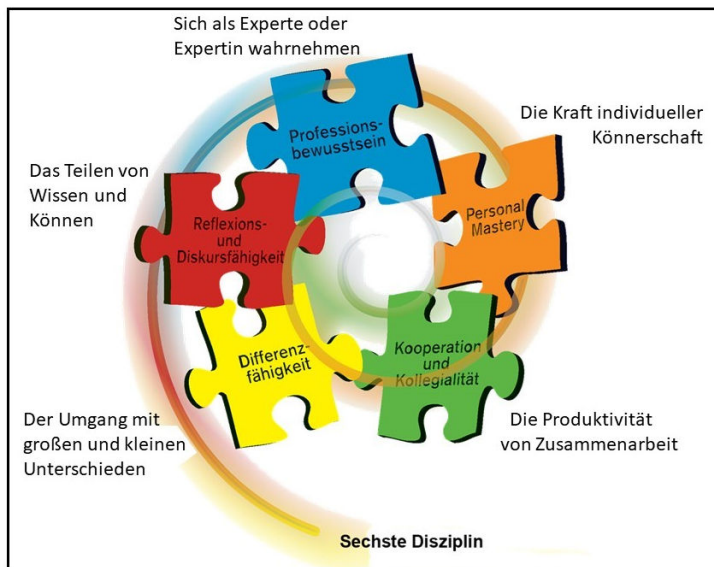 Sich als Experte oder
Expertin wahrnehmen
Professions-
bewusstsein
Die Kraft individueller
Könnerschaft
Personal
Mastery
Das Teilen von
Wissen und
Können
Reflexions-
und
Diskursfähigkeit
Differenz-
fähigkeit
Kooperation
und
Kollegialität
Der Umgang mit
großen und kleinen
Unterschieden
Die Produktivität
von Zusammenarbeit
Sechste Disziplin